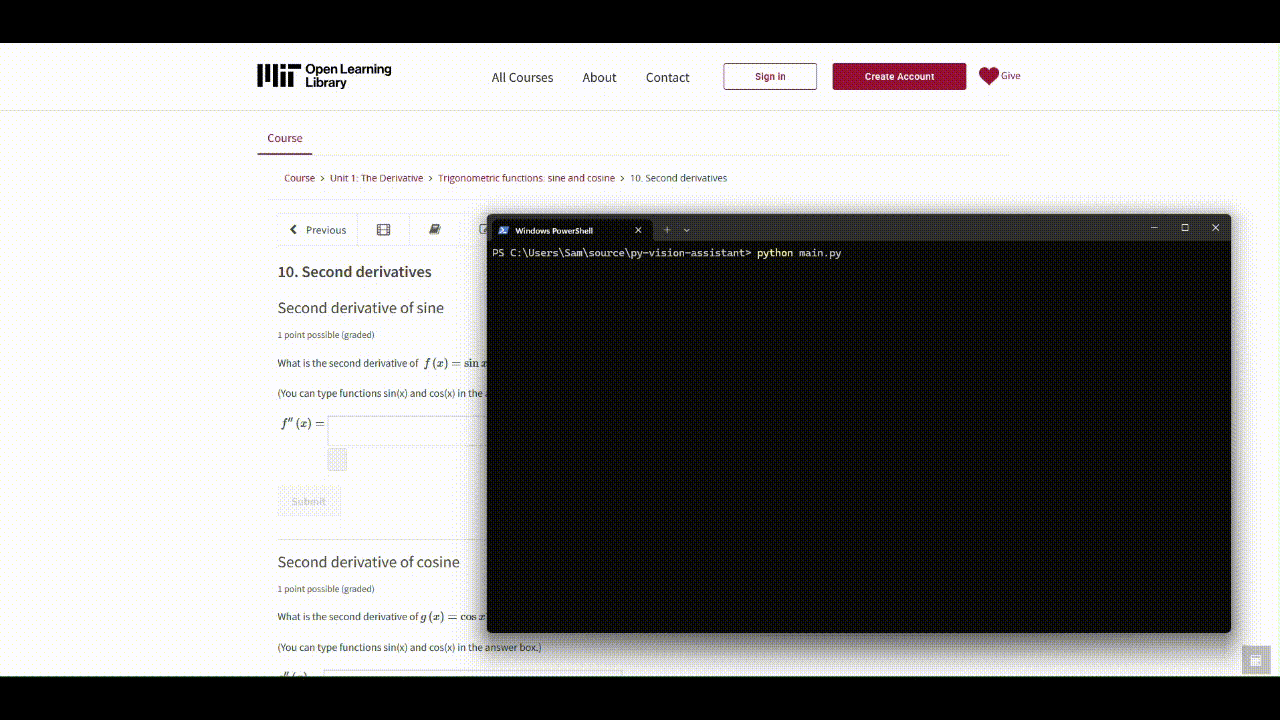 MIT Open Learning Library
All Courses About Contact Sign in Create Account Give
Course
Course > Unit 1: The Derivative > Trigonometric functions: sine and cosine > 10. Second derivatives
Previous
10. Second derivatives
Second derivative of sine
1 point possible (graded)
What is the second derivative of f (x) = sin x
(You can type functions sin(x) and cos(x) in the
f″ (x) =
Submit
Second derivative of cosine
1 point possible (graded)
What is the second derivative of g (x) = cos x
(You can type functions sin(x) and cos(x) in the answer box.)
Windows PowerShell
PS C:\Users\Sam\source\py-vision-assistant> python main.py